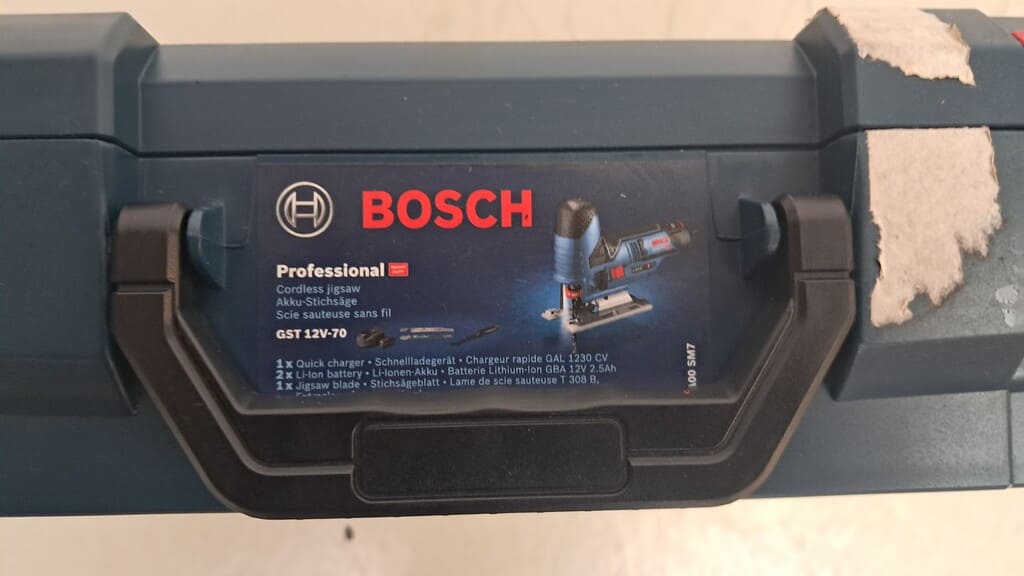 BOSCH
Professional
Cordless jigsaw
Akku-Stichsäge
Scie sauteuse sans fil
GST 12V-70
1x Quick charger • Schnellladegerät • Chargeur rapide GAL 1230 CV
2x Li-Ion battery • Li-Ionen-Akku • Batterie Lithium-Ion GBA 12V 2.5Ah
1x Jigsaw blade • Stichsägeblatt • Lame de scie sauteuse T 308 B,
BOSCH
100 SM7